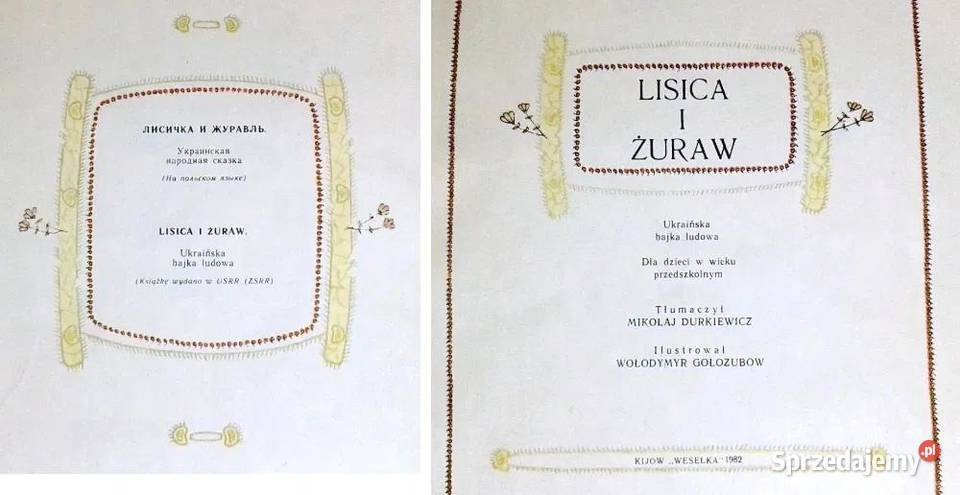 ЛИСИЧКА И ЖУРАВЛЬ.
Украинская
народная сказка
(На польском языке)
LISICA I ŻURAW.
Ukraińska
bajka ludowa
(Książkę wydano w USRR (ZSRR)
LISICA
I
ŻURAW
Ukraińska
bajka ludowa
Dla dzieci w wieku
przedszkolnym
Tłumaczył
MIKOŁAJ DURKIEWICZ
Ilustrował
WOŁODYMYR GOŁOZUBOW
KIJOW „WESEŁKA" 1982
Sprzedajemy.pl